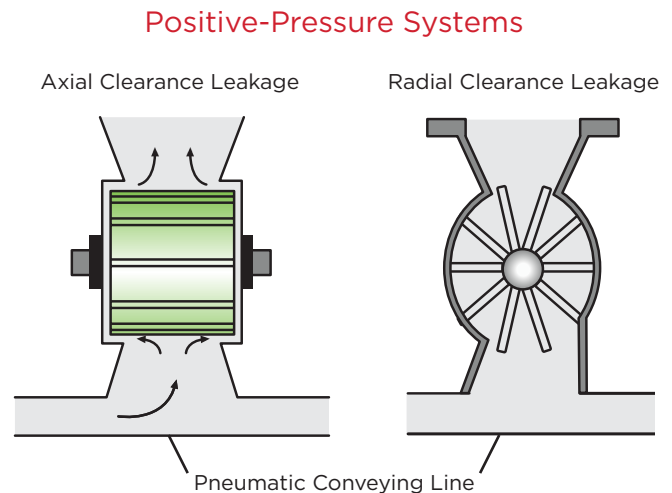 Positive-Pressure Systems
Axial Clearance Leakage
Radial Clearance Leakage
Pneumatic Conveying Line